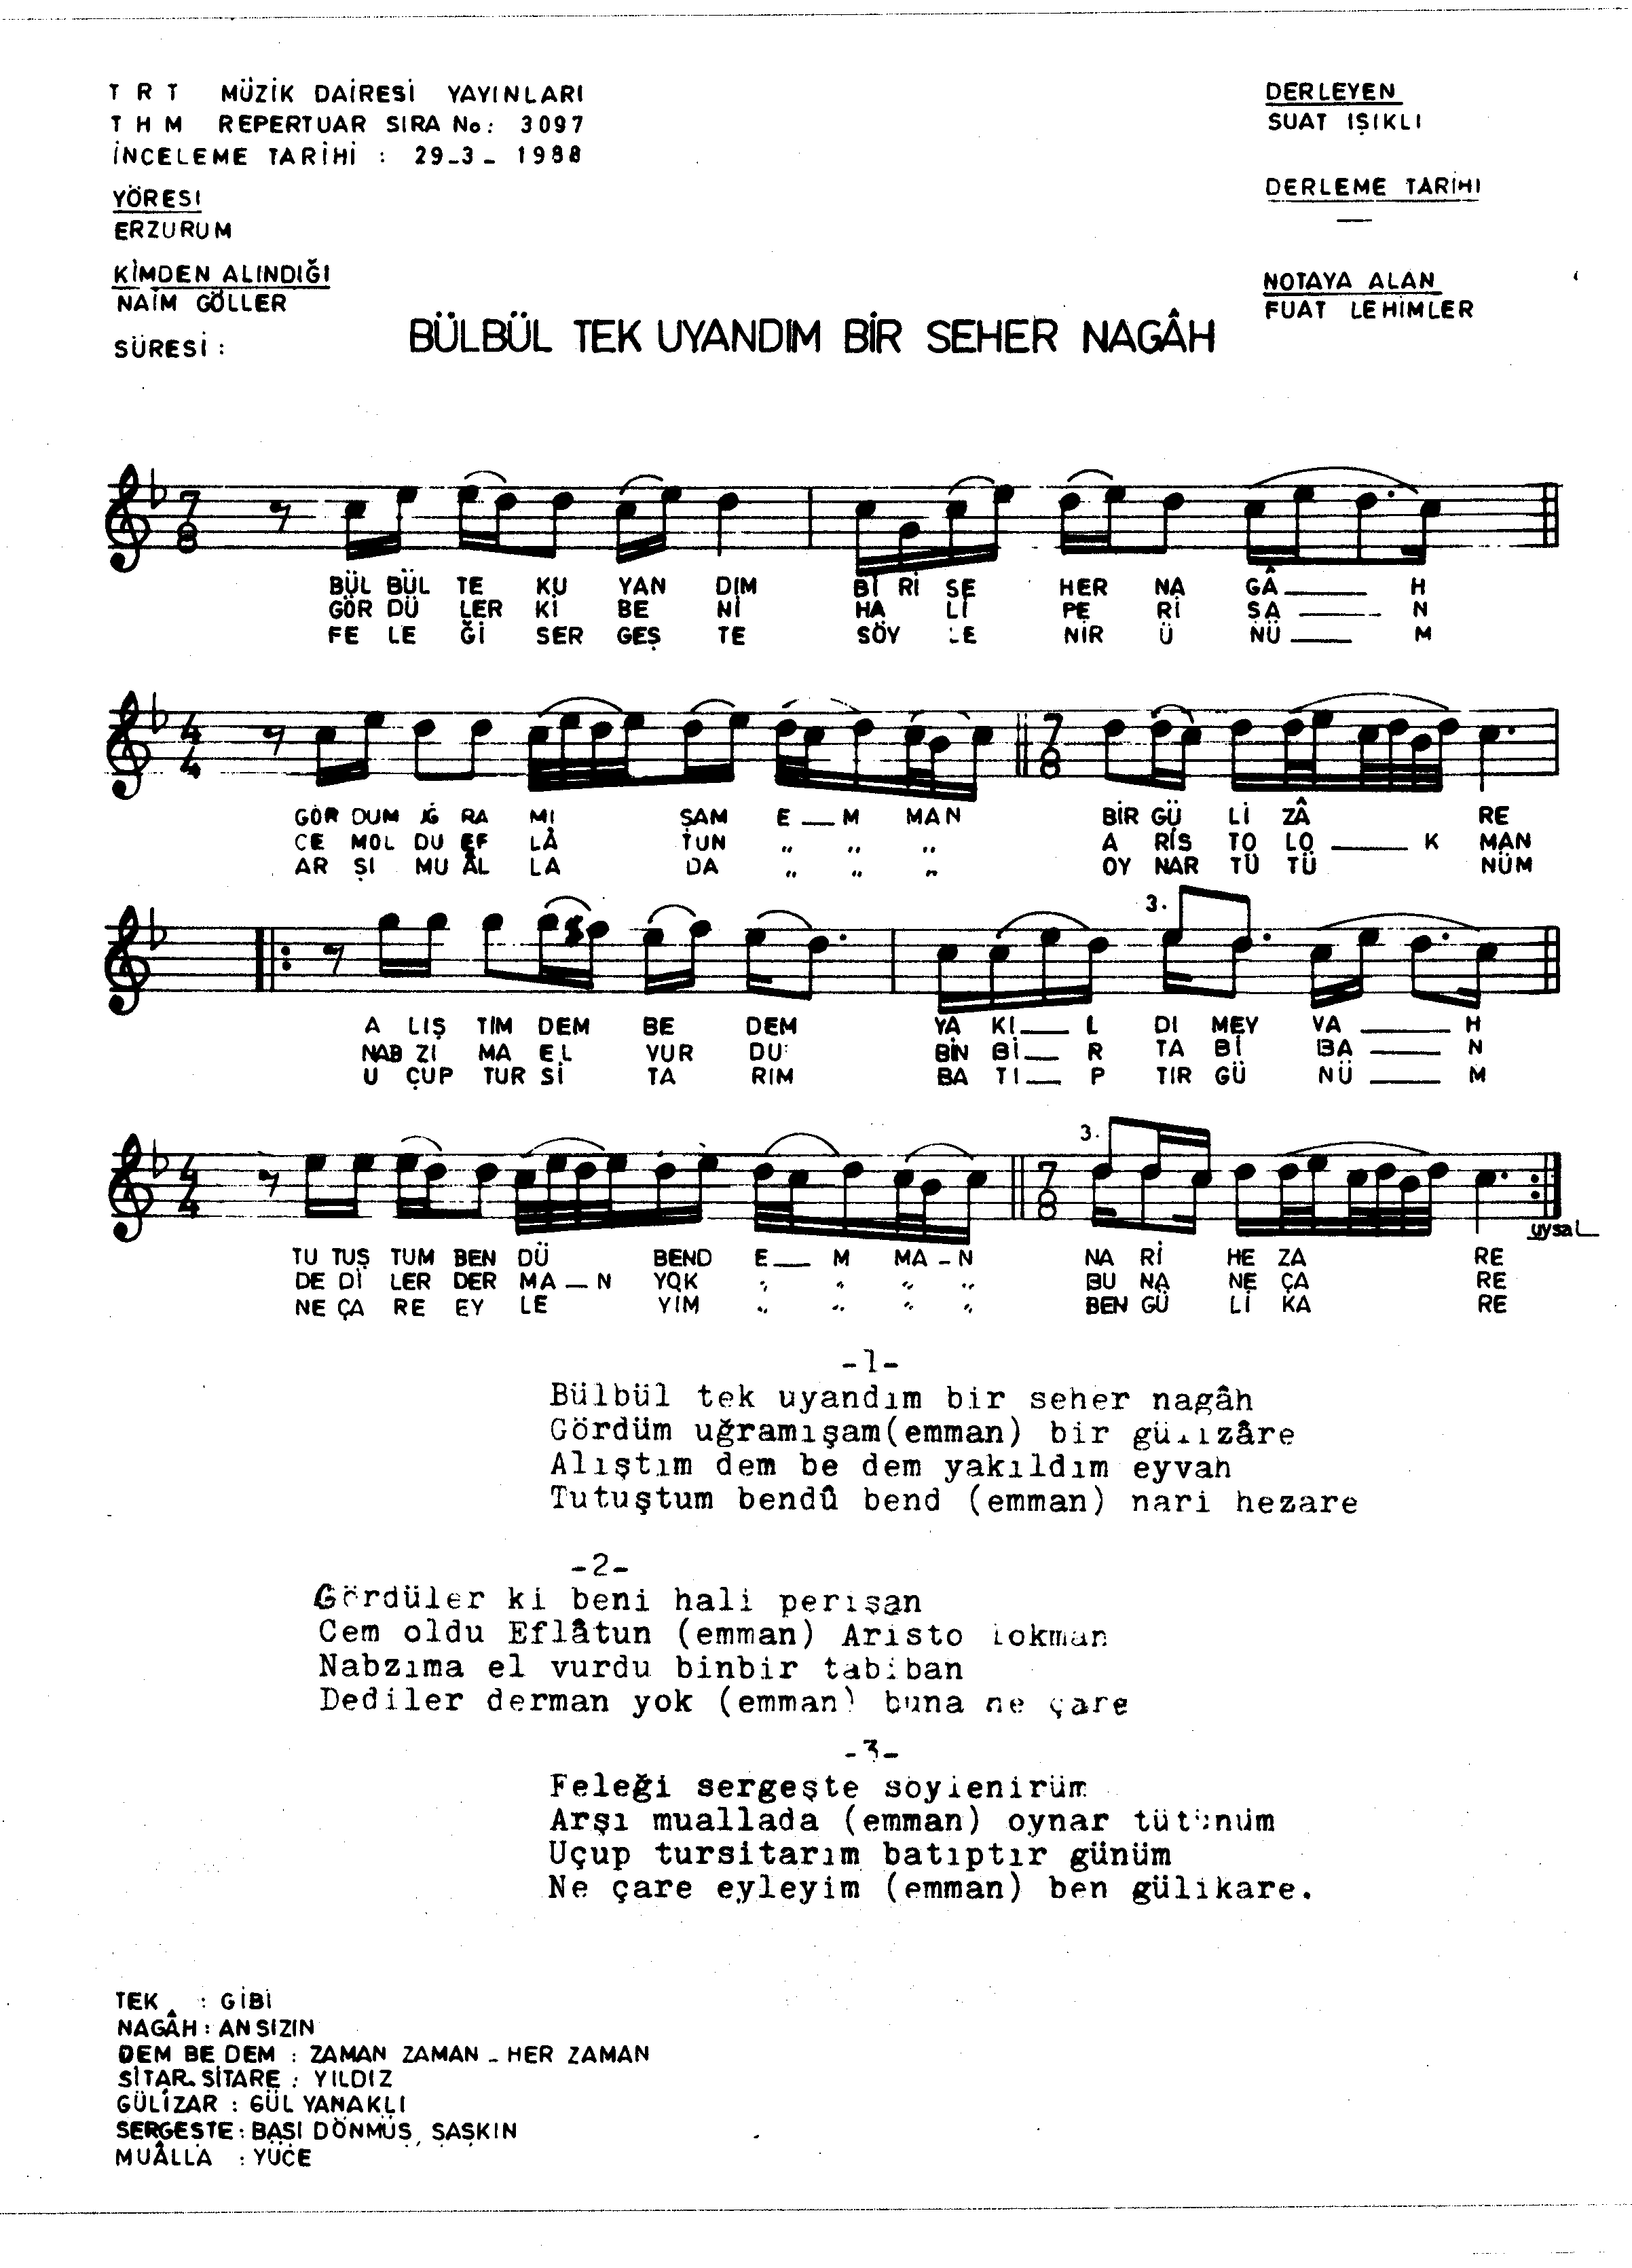 T R T MÜZİK DAİRESİ YAYINLARI
T H M REPERTUAR SIRA No: 3097
İNCELEME TARİHİ : 29-3-1988
YÖRESI
ERZURUM
KİMDEN ALINDIĞI
NAİM GÖLLER
SÜRESİ :
DERLEYEN
SUAT IŞIKLI
DERLEME TARİHI
—
NOTAYA ALAN
FUAT LEHİMLER
BÜLBÜL TEK UYANDIM BİR SEHER NAGÂH
7 8
BÜL BÜL TE KU YAN DIM Bİ Rİ SE HER NA GÂ H
GÖR DÜ LER Kİ BE Nİ HA Lİ PE Rİ ŞA N
FE LE Ğİ SER GEŞ TE SÖY LE NİR Ü NÜ M
4 4 7 8
GÖR DUM RA MI ŞAM E M MAN BİR GÜ Lİ ZÂ RE
CE MOL DU EF LÂ TUN ,, ,, ,, A RİS TO LO K MAN
AR ŞI MU ÂL LA DA ,, ,, ,, OY NAR TÜ TÜ NÜM
3.
A LIŞ TIM DEM BE DEM YA KI L DI MEY VA H
NAB ZI MA EL VUR DU BİN Bİ R TA Bİ BA N
U ÇUP TUR Sİ TA RIM BA TI P TIR GÜ NÜ M
4 4 3. 7 8
uysal
TU TUŞ TUM BEN DÜ BEND E M MA - N NA Rİ HE ZA RE
DE Dİ LER DER MA N YOK ,, ,, ,, ,, BU NA NE ÇA RE
NE ÇA RE EY LE YİM ,, ,, ,, ,, BEN GÜ Lİ KA RE
-1-
Bülbül tek uyandım bir seher nagâh
Gördüm uğramışam(emman) bir gülizâre
Alıştım dem be dem yakıldım eyvah
Tutuştum bendû bend (emman) nari hezare
-2-
Gördüler ki beni hali perışan
Cem oldu Eflâtun (emman) Aristo lokman
Nabzıma el vurdu binbir tabiban
Dediler derman yok (emman) buna ne çare
-3-
Feleği sergeşte söylenirüm
Arşı muallada (emman) oynar tütünüm
Uçup tursitarım batıptır günüm
Ne çare eyleyim (emman) ben gülikare.
TEK : GİBİ
NAGÂH : ANSIZIN
DEM BE DEM : ZAMAN ZAMAN - HER ZAMAN
SİTAR-SİTARE : YILDIZ
GÜLİZAR : GÜL YANAKLI
SERGEŞTE : BAŞI DÖNMÜŞ, ŞAŞKIN
MUÂLLA : YÜCE